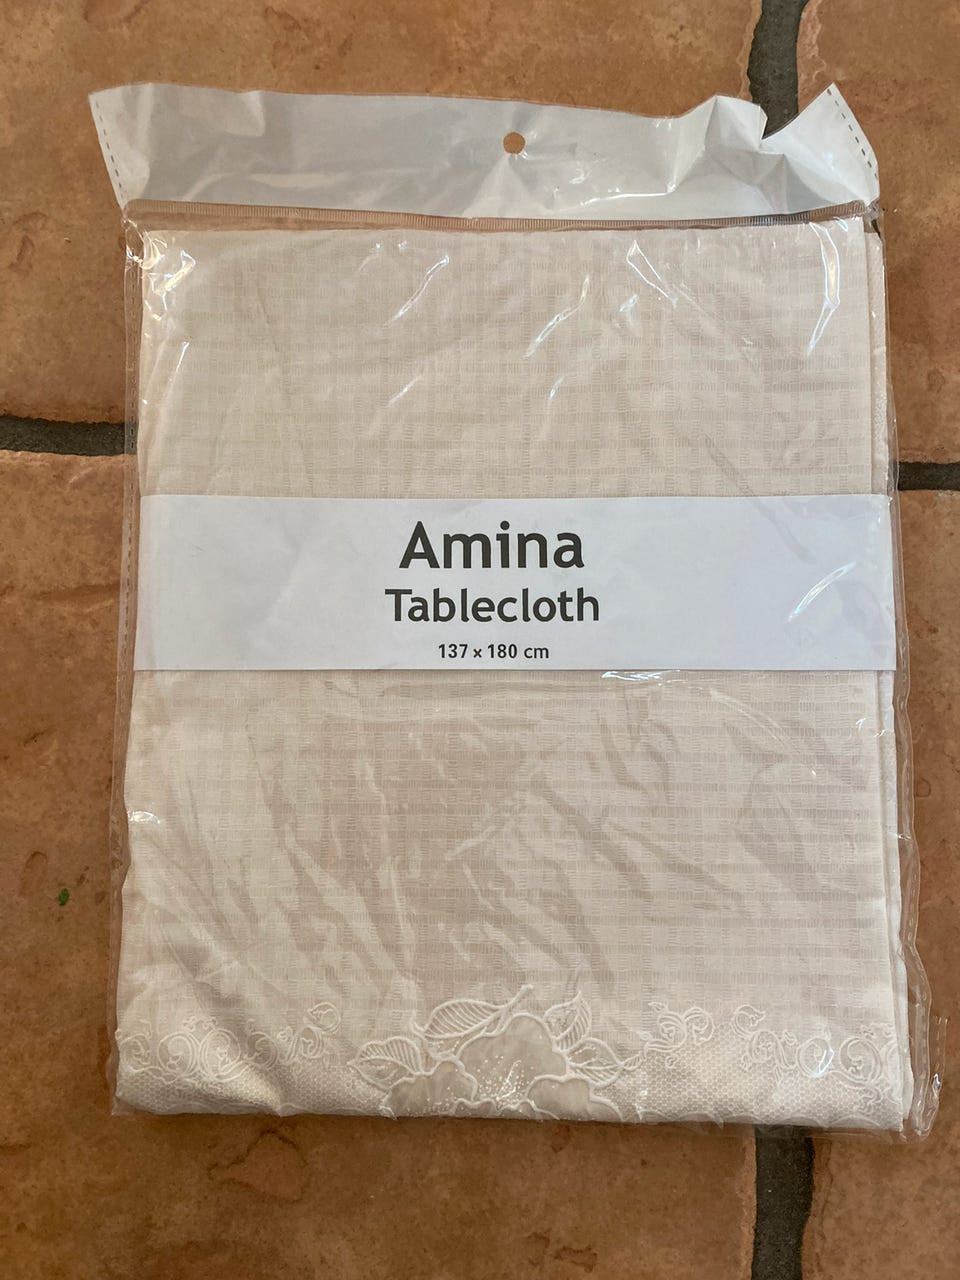 Amina
Tablecloth
137 x 180 cm